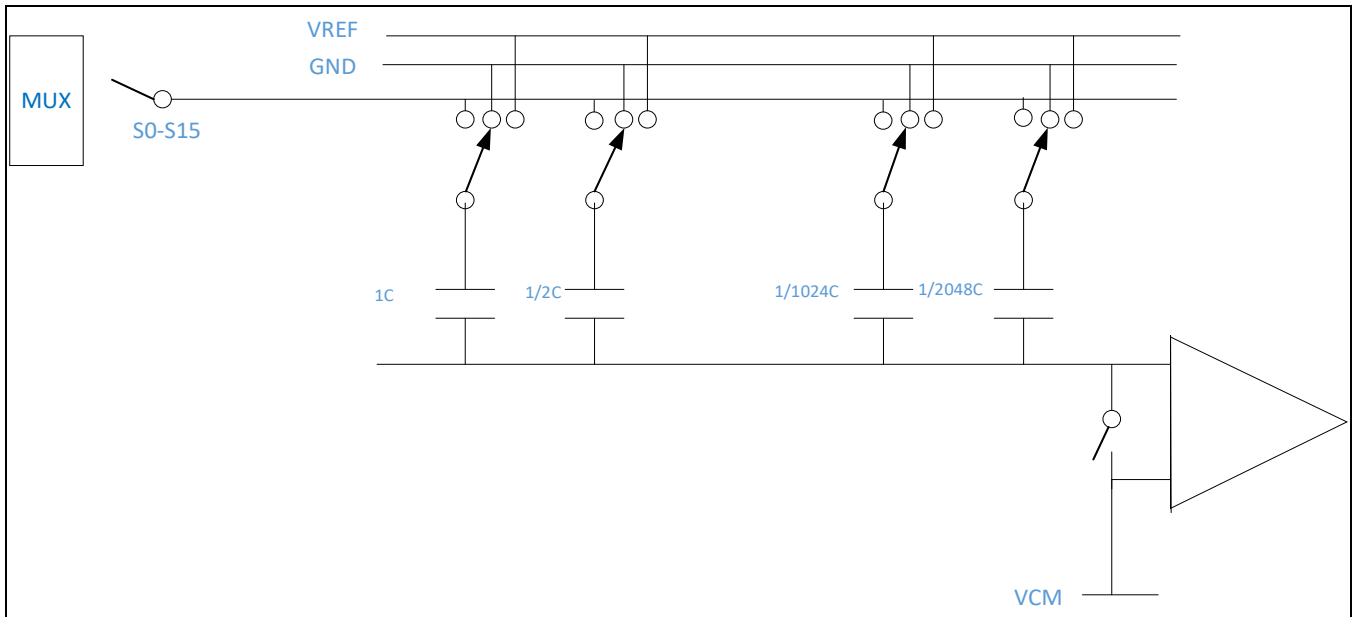 VREF
GND
MUX
S0-S15
1C
1/2C
1/1024C
1/2048C
VCM